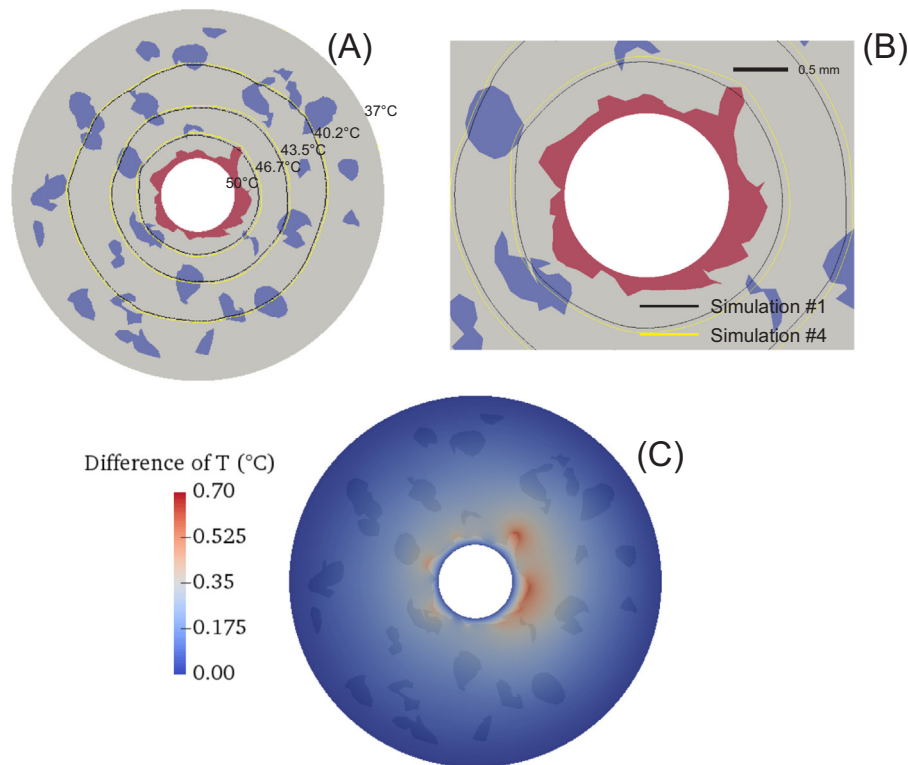 (A)
37°C
40.2°C
43.5°C
46.7°C
50°C
(B)
0.5 mm
Simulation #1
Simulation #4
(C)
Difference of T (°C)
0.70
0.525
0.35
0.175
0.00